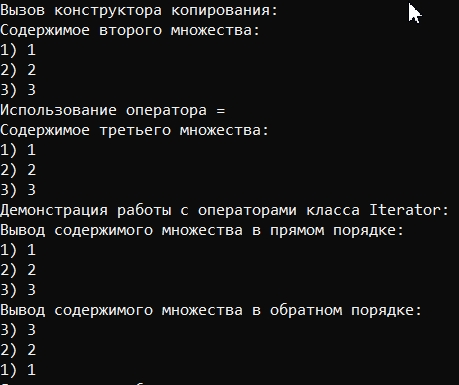 Вызов конструктора копирования:
Содержимое второго множества:
1) 1
2) 2
3) 3
Использование оператора =
Содержимое третьего множества:
1) 1
2) 2
3) 3
Демонстрация работы с операторами класса Iterator:
Вывод содержимого множества в прямом порядке:
1) 1
2) 2
3) 3
Вывод содержимого множества в обратном порядке:
3) 3
2) 2
1) 1